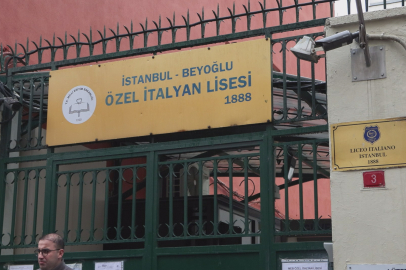 İSTANBUL - BEYOĞLU
ÖZEL İTALYAN LİSESİ
1888
LICEO ITALIANO
ISTANBUL
1888
3